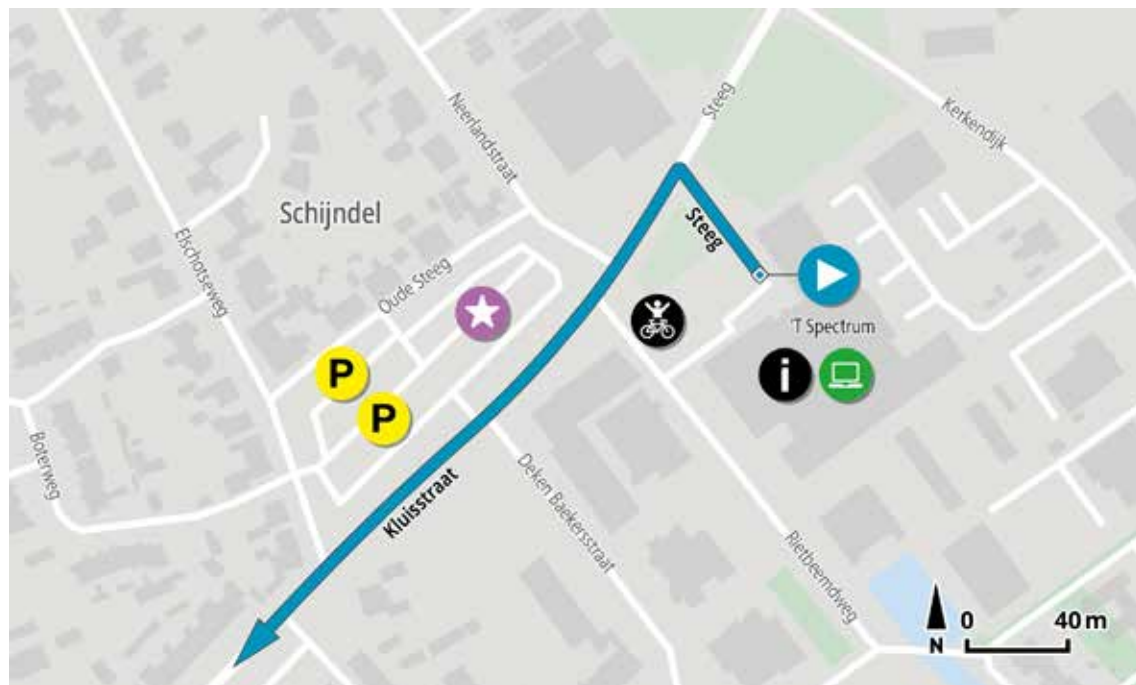 Steeg
Kerkendijk
Neerlandstraat
Schijndel
Steeg
Elschotseweg
Oude Steeg
'T Spectrum
P
i
P
Boterweg
Kluisstraat
Deken Baekersstraat
Rietbeemdweg
0 40 m
N